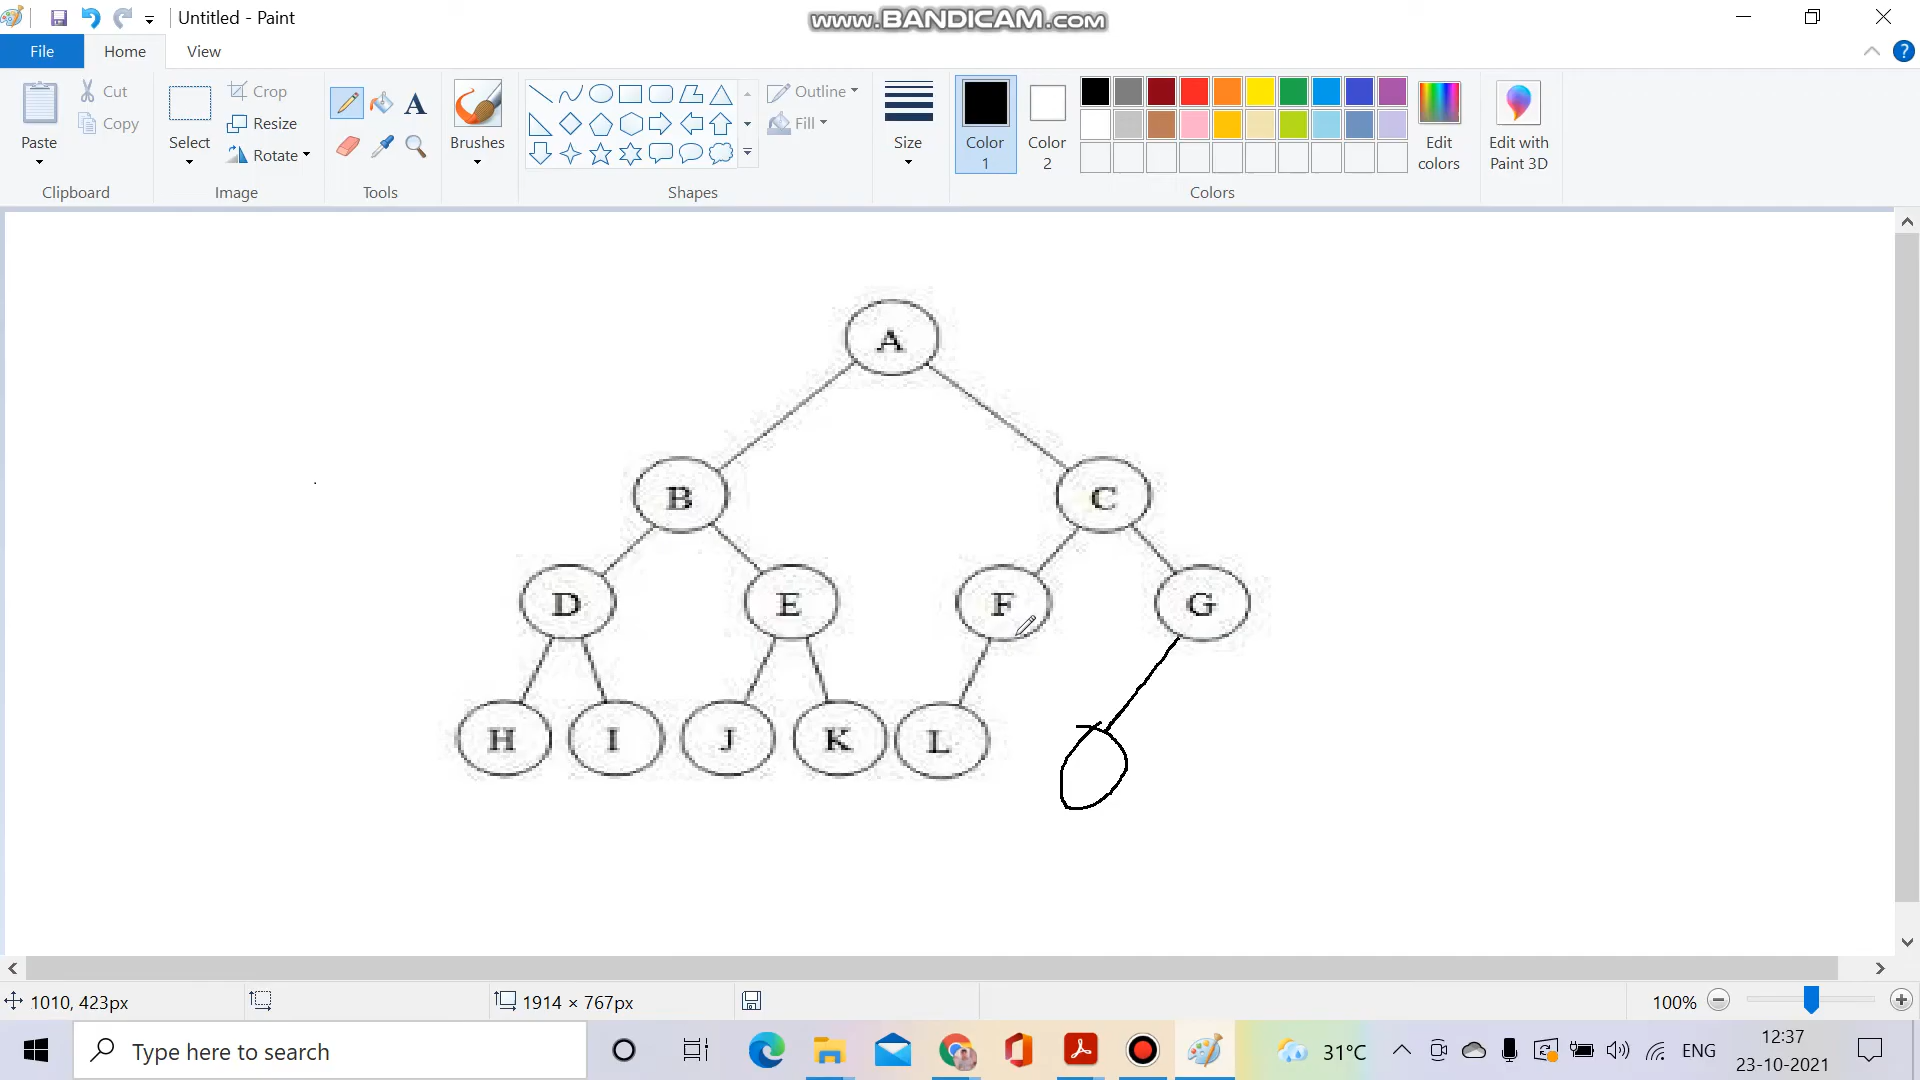 Untitled - Paint
www.BANDICAM.com
File
Home
View
Paste
Cut
Copy
Clipboard
Select
Crop
Resize
Rotate
Image
A
Tools
Brushes
Shapes
Outline
Fill
Size
Color
1
Color
2
Colors
Edit
colors
Edit with
Paint 3D
?
A
B
C
D
E
F
G
H
I
J
K
L
1010, 423px
1914 × 767px
100%
Type here to search
31°C
ENG
12:37
23-10-2021